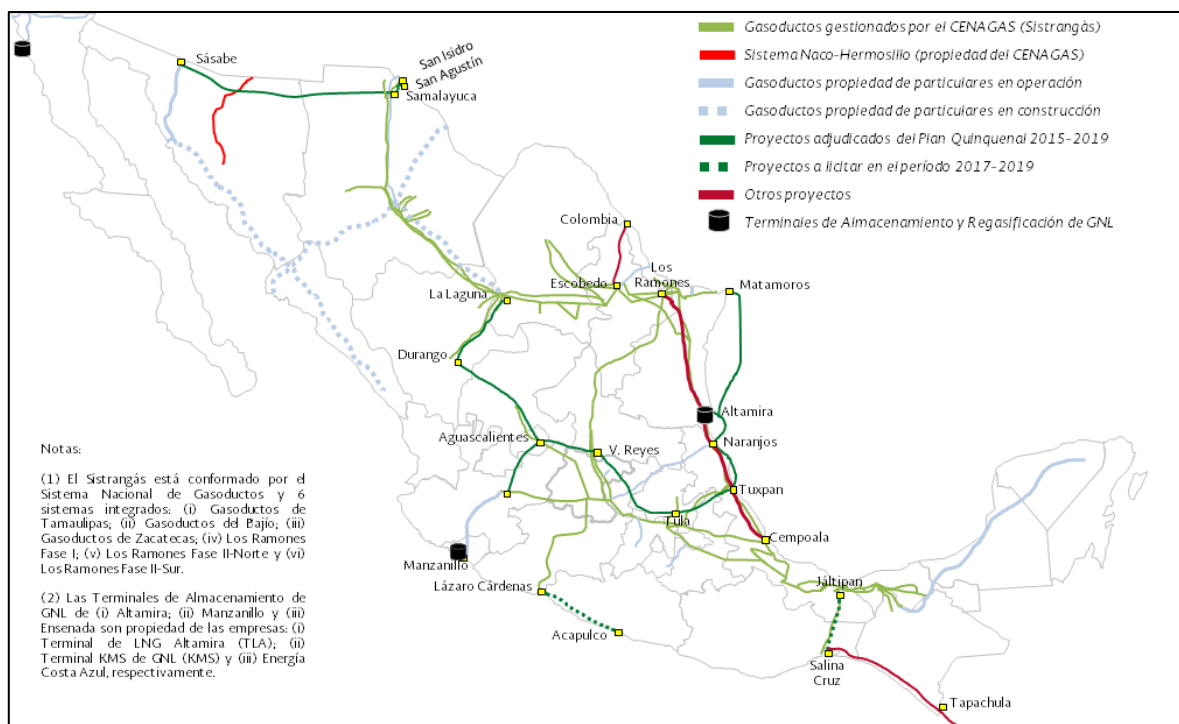 Gasoductos gestionados por el CENAGAS (Sistrangàs)
Sistema Naco-Hermosillo (propiedad del CENAGAS)
Gasoductos propiedad de particulares en operación
Gasoductos propiedad de particulares en construcción
Proyectos adjudicados del Plan Quinquenal 2015-2019
Proyectos a licitar en el período 2017-2019
Otros proyectos
Terminales de Almacenamiento y Regasificación de GNL
Sásabe
San Isidro
San Agustín
Samalayuca
Colombia
Los
Ramones
Escobedo
Matamoros
La Laguna
Durango
Altamira
Aguascalientes
V. Reyes
Naranjos
Tuxpan
Tula
Cempoala
Manzanillo
Lázaro Cárdenas
Jáltipan
Acapulco
Salina
Cruz
Tapachula
Notas:
(1) El Sistrangás está conformado por el
Sistema Nacional de Gasoductos y 6
sistemas integrados: (i) Gasoductos de
Tamaulipas; (ii) Gasoductos del Bajío; (iii)
Gasoductos de Zacatecas; (iv) Los Ramones
Fase I; (v) Los Ramones Fase II-Norte y (vi)
Los Ramones Fase II-Sur.
(2) Las Terminales de Almacenamiento de
GNL de (i) Altamira; (ii) Manzanillo y (iii)
Ensenada son propiedad de las empresas: (i)
Terminal de LNG Altamira (TLA); (ii)
Terminal KMS de GNL (KMS) y (iii) Energía
Costa Azul, respectivamente.